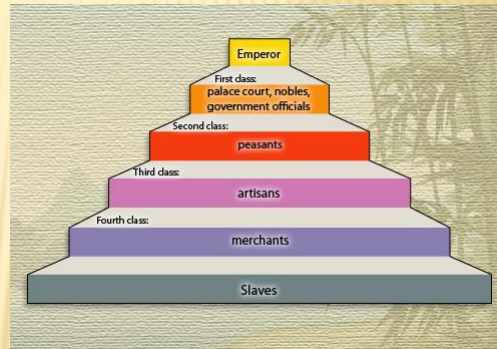 Emperor
First class:
palace court, nobles,
government officials
Second class:
peasants
Third class:
artisans
Fourth class:
merchants
Slaves